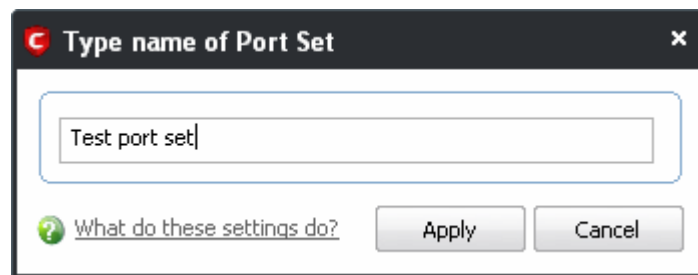 Type name of Port Set
Test port set
What do these settings do?
Apply
Cancel